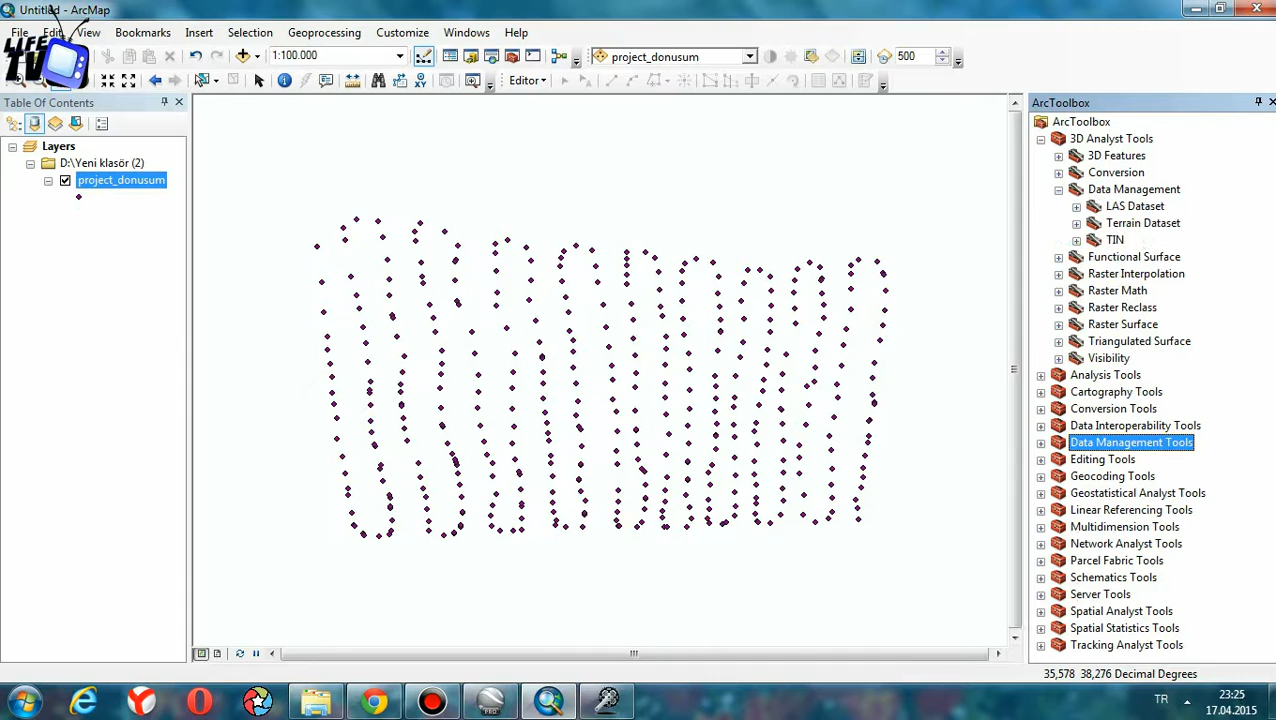 Untitled - ArcMap
File Edit View Bookmarks Insert Selection Geoprocessing Customize Windows Help
LIFE
TV
1:100.000
project_donusum
500
Editor
Table Of Contents
Layers
D:\Yeni klasör (2)
project_donusum
ArcToolbox
ArcToolbox
3D Analyst Tools
3D Features
Conversion
Data Management
LAS Dataset
Terrain Dataset
TIN
Functional Surface
Raster Interpolation
Raster Math
Raster Reclass
Raster Surface
Triangulated Surface
Visibility
Analysis Tools
Cartography Tools
Conversion Tools
Data Interoperability Tools
Data Management Tools
Editing Tools
Geocoding Tools
Geostatistical Analyst Tools
Linear Referencing Tools
Multidimension Tools
Network Analyst Tools
Parcel Fabric Tools
Schematics Tools
Server Tools
Spatial Analyst Tools
Spatial Statistics Tools
Tracking Analyst Tools
35,578 38,276 Decimal Degrees
PRO
TR
23:25
17.04.2015